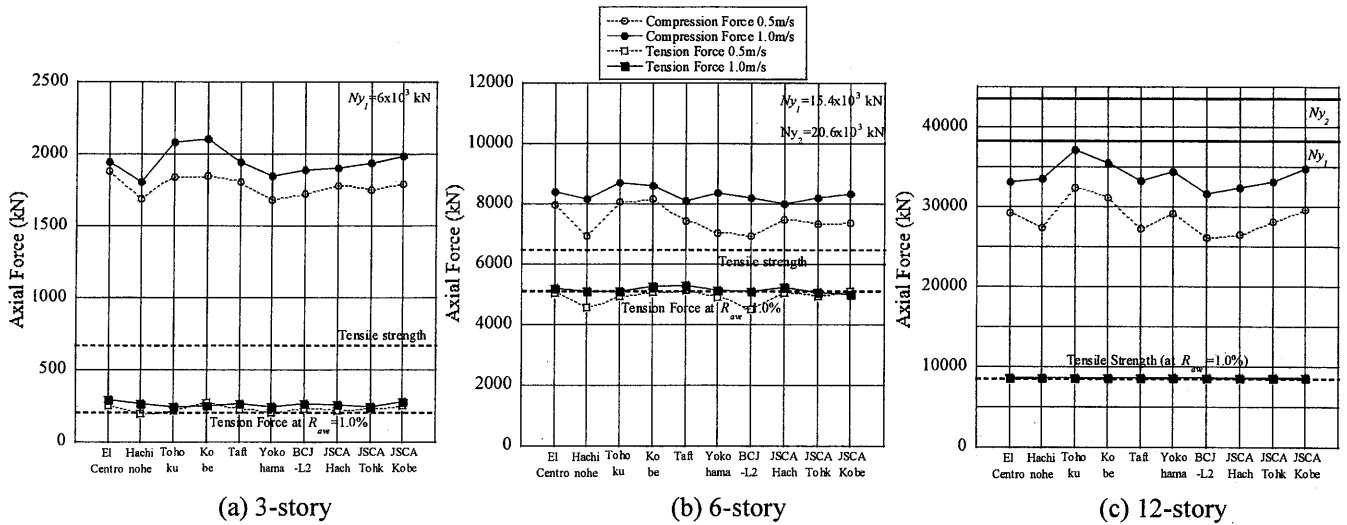 Compression Force 0.5m/s
Compression Force 1.0m/s
Tension Force 0.5m/s
Tension Force 1.0m/s
Axial Force (kN)
2500
2000
1500
1000
500
0
Ny1=6x10³ kN
Tensile strength
Tension Force at Rave=1.0%
El Centro
Hachi nohe
Toho ku
Ko be
Taft
Yoko hama
BCJ -L2
JSCA Hach
JSCA Tohk
JSCA Kobe
(a) 3-story
Axial Force (kN)
12000
10000
8000
6000
4000
2000
0
Ny1=15.4x10³ kN
Ny2=20.6x10³ kN
Tensile strength
Tension Force at Rave=1.0%
El Centro
Hachi nohe
Toho ku
Ko be
Taft
Yoko hama
BCJ -L2
JSCA Hach
JSCA Tohk
JSCA Kobe
(b) 6-story
Axial Force (kN)
40000
30000
20000
10000
0
Ny2
Ny1
Tensile Strength (at Rave=1.0%)
El Centro
Hachi nohe
Toho ku
Ko be
Taft
Yoko hama
BCJ -L2
JSCA Hach
JSCA Tohk
JSCA Kobe
(c) 12-story